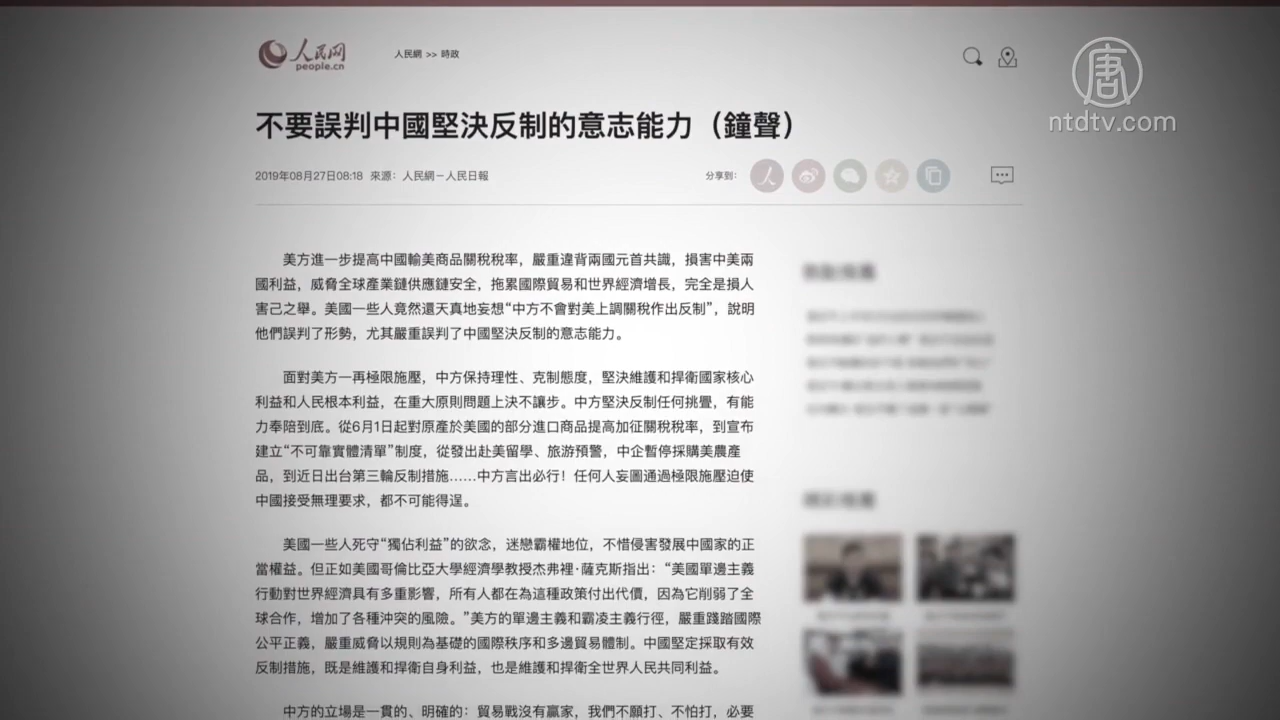 人民网
people.cn
人民網 >> 時政
唐
ntdtv.com
不要誤判中國堅決反制的意志能力（鐘聲）
2019年08月27日08:18 來源：人民網－人民日報
分享到：
人
美方進一步提高中國輸美商品關稅稅率，嚴重違背兩國元首共識，損害中美兩
國利益，威脅全球產業鏈供應鏈安全，拖累國際貿易和世界經濟增長，完全是損人
害己之舉。美國一些人竟然還天真地妄想“中方不會對美上調關稅作出反制”，說明
他們誤判了形勢，尤其嚴重誤判了中國堅決反制的意志能力。
面對美方一再極限施壓，中方保持理性、克制態度，堅決維護和捍衛國家核心
利益和人民根本利益，在重大原則問題上決不讓步。中方堅決反制任何挑釁，有能
力奉陪到底。從6月1日起對原產於美國的部分進口商品提高加征關稅稅率，到宣布
建立“不可靠實體清單”制度，從發出赴美留學、旅游預警，中企暫停採購美農產
品，到近日出台第三輪反制措施……中方言出必行！任何人妄圖通過極限施壓迫使
中國接受無理要求，都不可能得逞。
美國一些人死守“獨佔利益”的欲念，迷戀霸權地位，不惜侵害發展中國家的正
當權益。但正如美國哥倫比亞大學經濟學教授杰弗裡·薩克斯指出：“美國單邊主義
行動對世界經濟具有多重影響，所有人都在為這種政策付出代價，因為它削弱了全
球合作，增加了各種沖突的風險。”美方的單邊主義和霸凌主義行徑，嚴重踐踏國際
公平正義，嚴重威脅以規則為基礎的國際秩序和多邊貿易體制。中國堅定採取有效
反制措施，既是維護和捍衛自身利益，也是維護和捍衛全世界人民共同利益。
中方的立場是一貫的、明確的：貿易戰沒有贏家，我們不願打、不怕打，必要